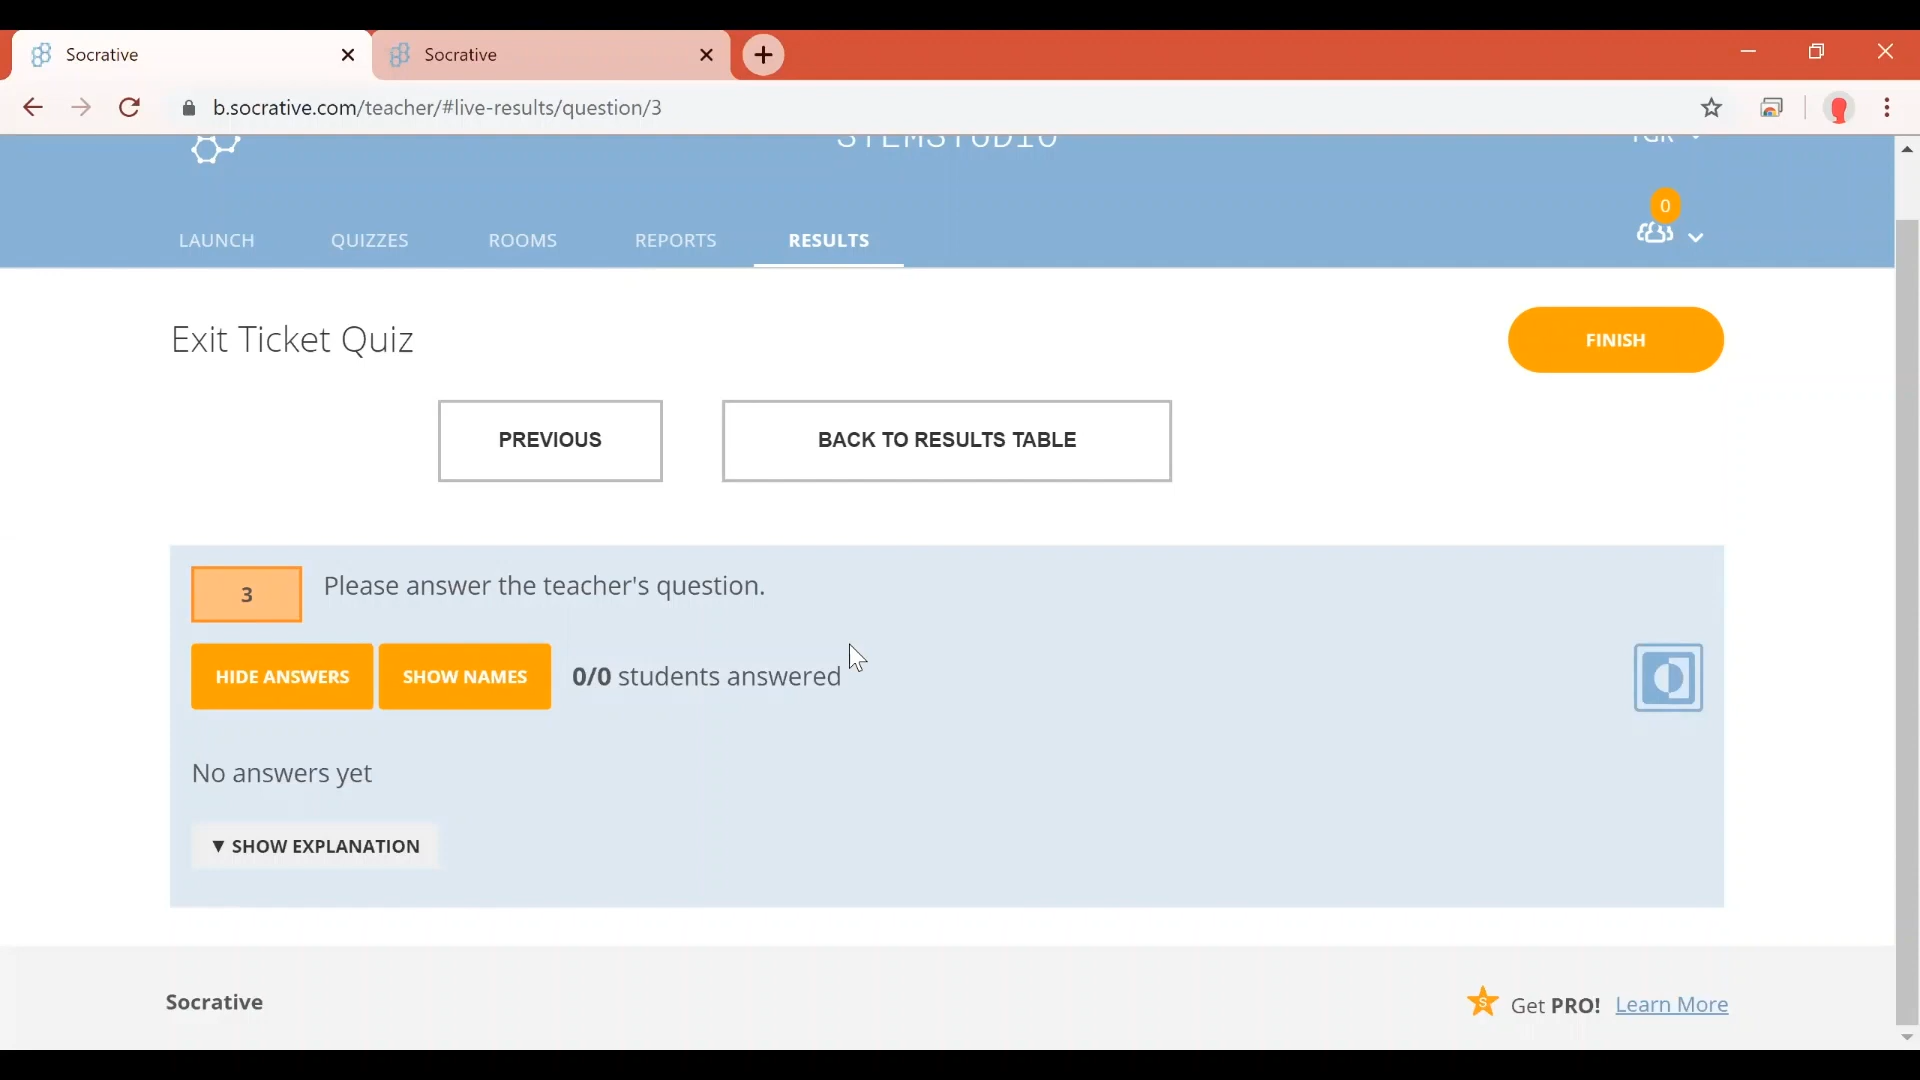 Socrative
Socrative
b.socrative.com/teacher/#live-results/question/3
STEMSTUDIO
0
LAUNCH
QUIZZES
ROOMS
REPORTS
RESULTS
Exit Ticket Quiz
FINISH
PREVIOUS
BACK TO RESULTS TABLE
3
Please answer the teacher's question.
HIDE ANSWERS
SHOW NAMES
0/0 students answered
No answers yet
▼ SHOW EXPLANATION
Socrative
S
Get PRO! Learn More